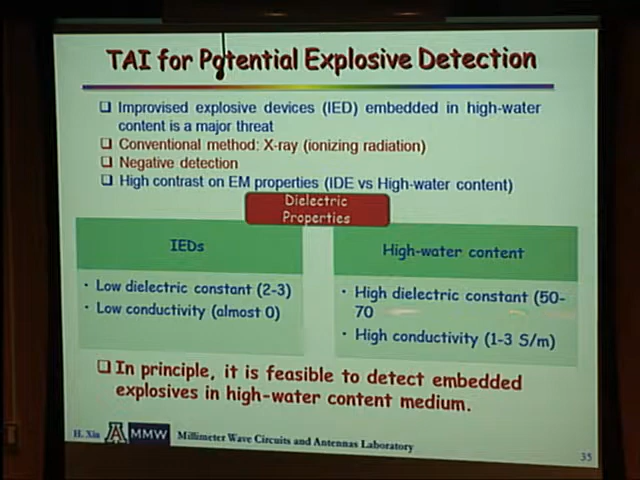 TAI for Potential Explosive Detection
❑ Improvised explosive devices (IED) embedded in high-water
content is a major threat
❑ Conventional method: X-ray (ionizing radiation)
❑ Negative detection
❑ High contrast on EM properties (IDE vs High-water content)
Dielectric
Properties
IEDs
• Low dielectric constant (2-3)
• Low conductivity (almost 0)
High-water content
• High dielectric constant (50-
70
• High conductivity (1-3 S/m)
❑ In principle, it is feasible to detect embedded
explosives in high-water content medium.
H. Xin A MMW Millimeter Wave Circuits and Antennas Laboratory
35